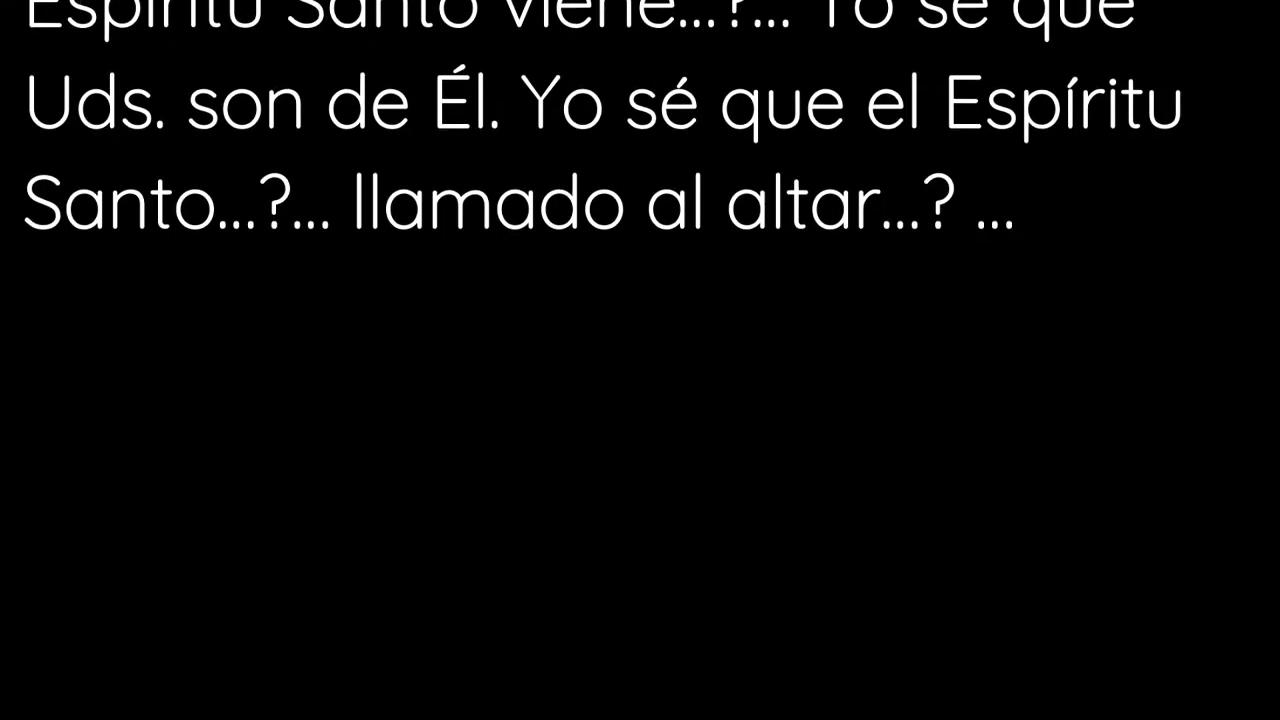 Espíritu Santo viene...?... Yo sé que
Uds. son de Él. Yo sé que el Espíritu
Santo...?... llamado al altar...? ...